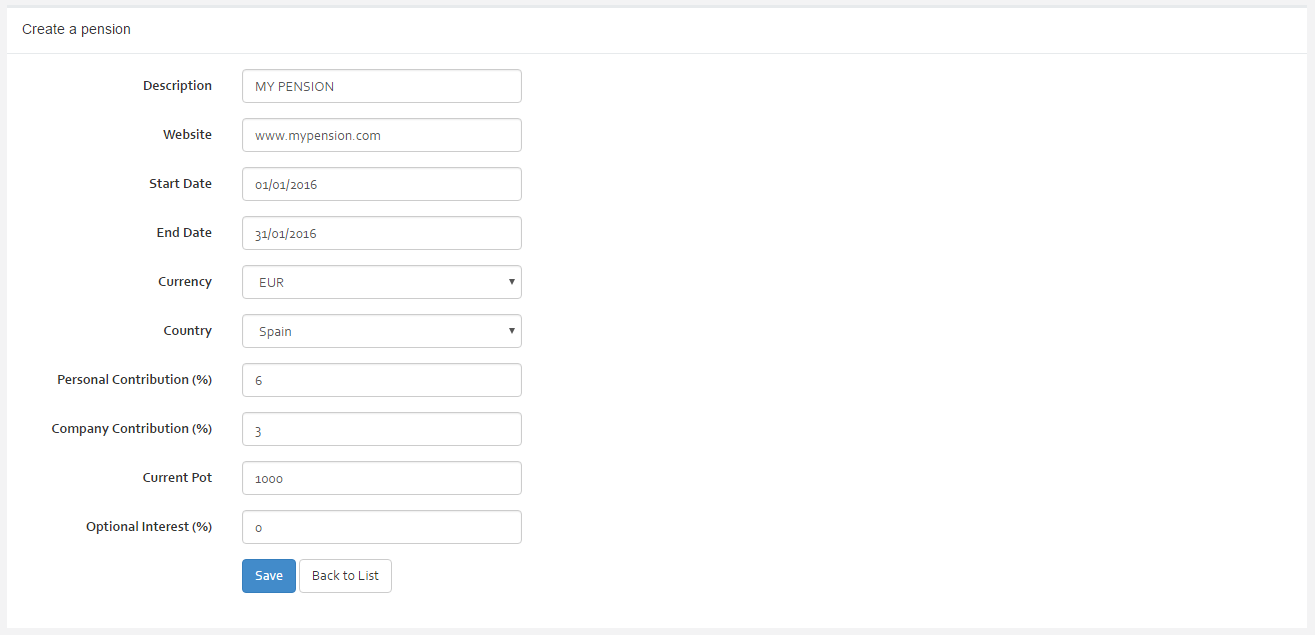 Create a pension
Description MY PENSION
Website www.mypension.com
Start Date 01/01/2016
End Date 31/01/2016
Currency EUR
Country Spain
Personal Contribution (%) 6
Company Contribution (%) 3
Current Pot 1000
Optional Interest (%) 0
Save Back to List